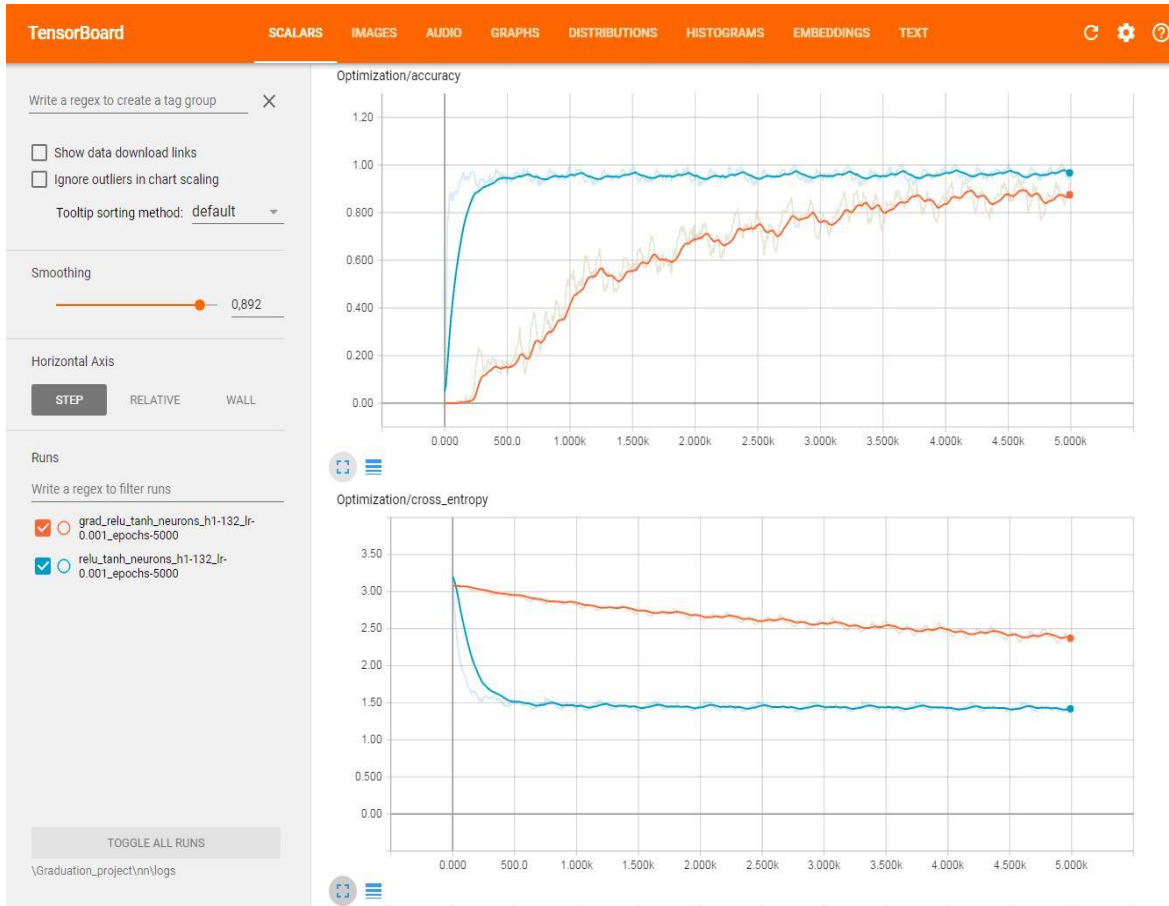 TensorBoard SCALARS IMAGES AUDIO GRAPHS DISTRIBUTIONS HISTOGRAMS EMBEDDINGS TEXT
Write a regex to create a tag group
Show data download links
Ignore outliers in chart scaling
Tooltip sorting method: default
Smoothing
0,892
Horizontal Axis
STEP RELATIVE WALL
Runs
Write a regex to filter runs
grad_relu_tanh_neurons_h1-132_lr-
0.001_epochs-5000
relu_tanh_neurons_h1-132_lr-
0.001_epochs-5000
TOGGLE ALL RUNS
\Graduation_project\nn\logs
Optimization/accuracy
1.20
1.00
0.800
0.600
0.400
0.200
0.00
0.000 500.0 1.000k 1.500k 2.000k 2.500k 3.000k 3.500k 4.000k 4.500k 5.000k
Optimization/cross_entropy
3.50
3.00
2.50
2.00
1.50
1.00
0.500
0.00
0.000 500.0 1.000k 1.500k 2.000k 2.500k 3.000k 3.500k 4.000k 4.500k 5.000k